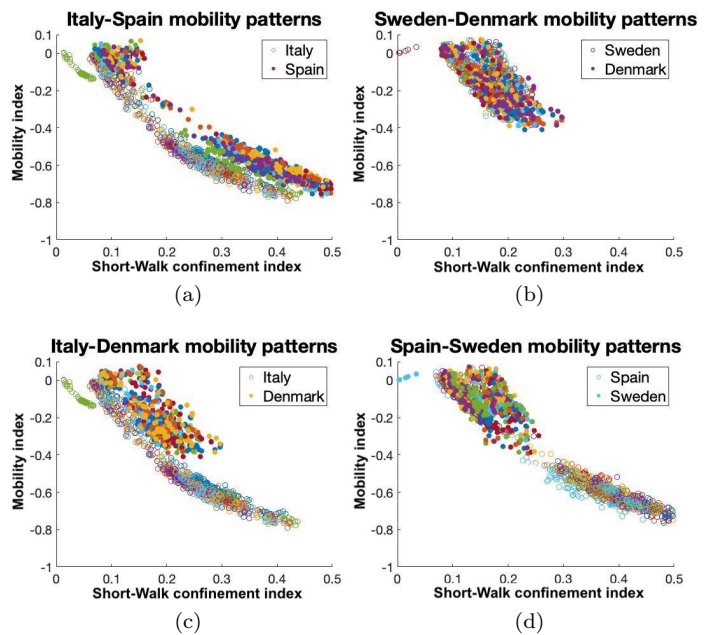 Italy-Spain mobility patterns
0.1
0
-0.2
-0.4
-0.6
-0.8
-1
Mobility index
Italy
Spain
0 0.1 0.2 0.3 0.4 0.5
Short-Walk confinement index
(a)
Sweden-Denmark mobility patterns
0.1
0
-0.2
-0.4
-0.6
-0.8
-1
Mobility index
Sweden
Denmark
0 0.1 0.2 0.3 0.4 0.5
Short-Walk confinement index
(b)
Italy-Denmark mobility patterns
0.1
0
-0.2
-0.4
-0.6
-0.8
-1
Mobility index
Italy
Denmark
0 0.1 0.2 0.3 0.4 0.5
Short-Walk confinement index
(c)
Spain-Sweden mobility patterns
0.1
0
-0.2
-0.4
-0.6
-0.8
-1
Mobility index
Spain
Sweden
0 0.1 0.2 0.3 0.4 0.5
Short-Walk confinement index
(d)